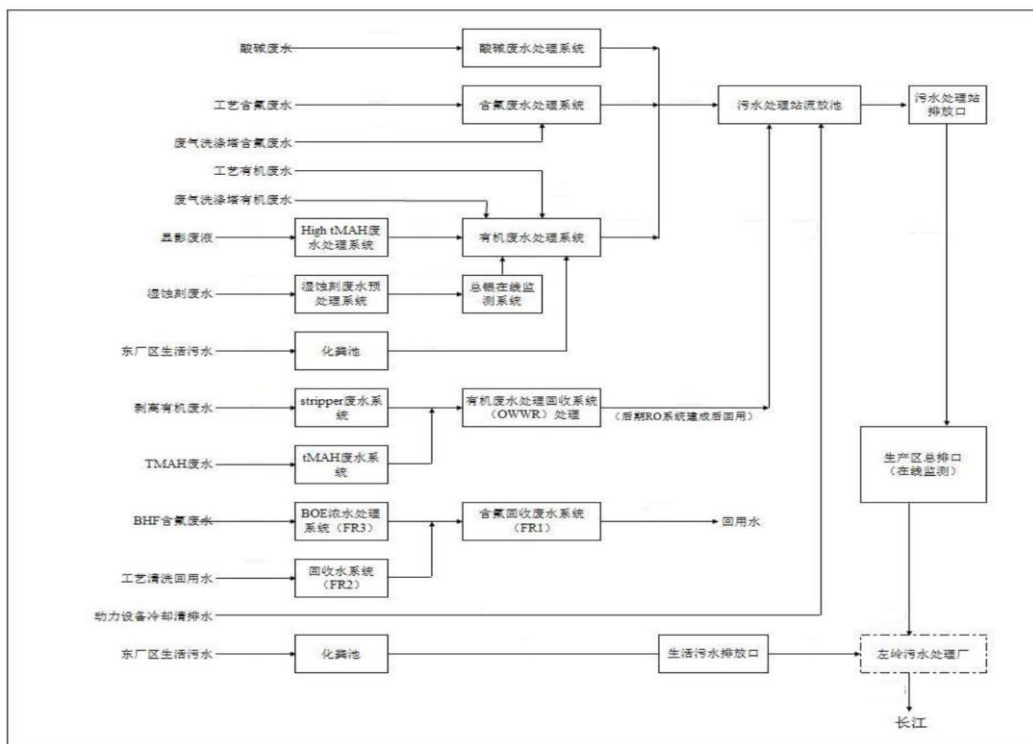 酸碱废水
酸碱废水处理系统
工艺含氟废水
含氟废水处理系统
污水处理站流放池
污水处理站
排放口
废气洗涤塔含氟废水
工艺有机废水
废气洗涤塔有机废水
显影废液
High tMAH废
水处理系统
有机废水处理系统
湿蚀刻废水
湿蚀刻废水预
处理系统
总银在线监
测系统
东厂区生活污水
化粪池
剥离有机废水
stripper废水系
统
有机废水处理回收系统
（OWWR）处理
（后期RO系统建成后回用）
TMAH废水
tMAH废水系
统
生产区总排口
（在线监测）
BHF含氟废水
BOE浓水处理
系统（FR3）
含氟回收废水系统
（FR1）
回用水
工艺清洗回用水
回收水系统
（FR2）
动力设备冷却清排水
东厂区生活污水
化粪池
生活污水排放口
左岭污水处理厂
长江